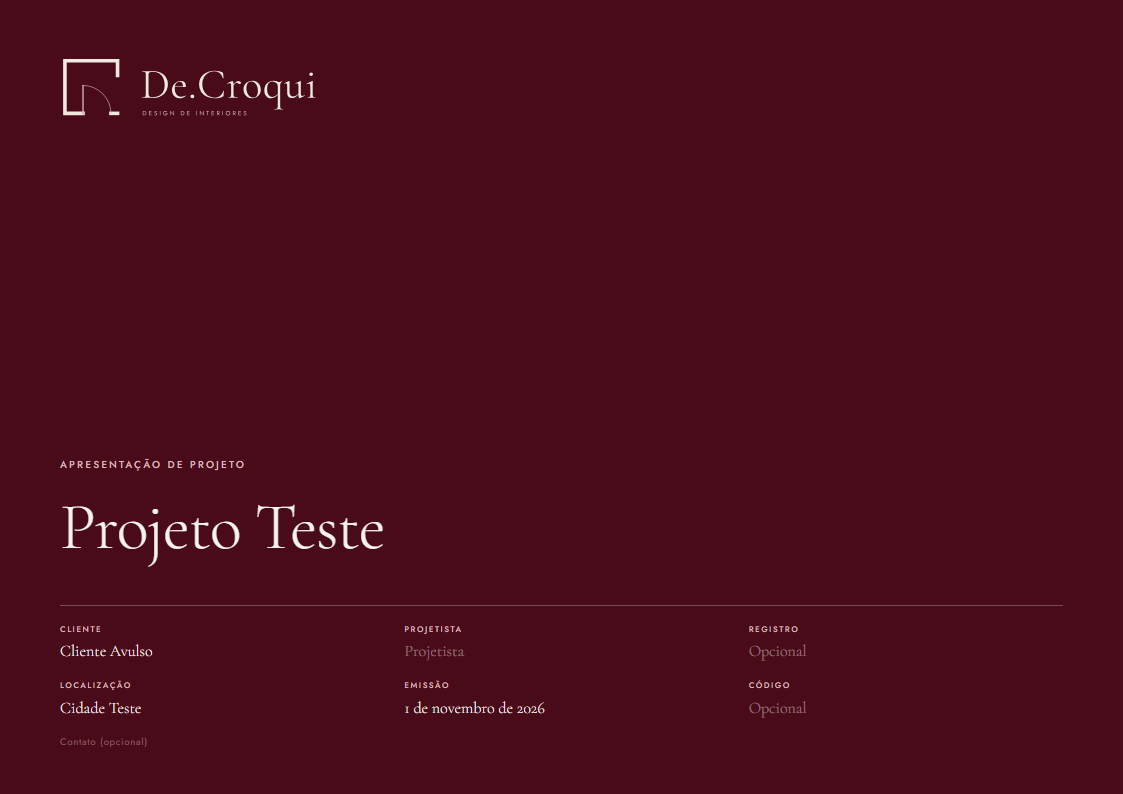 De.Croqui
DESIGN DE INTERIORES
APRESENTAÇÃO DE PROJETO
Projeto Teste
CLIENTE
Cliente Avulso
PROJETISTA
Projetista
REGISTRO
Opcional
LOCALIZAÇÃO
Cidade Teste
EMISSÃO
1 de novembro de 2026
CÓDIGO
Opcional
Contato (opcional)